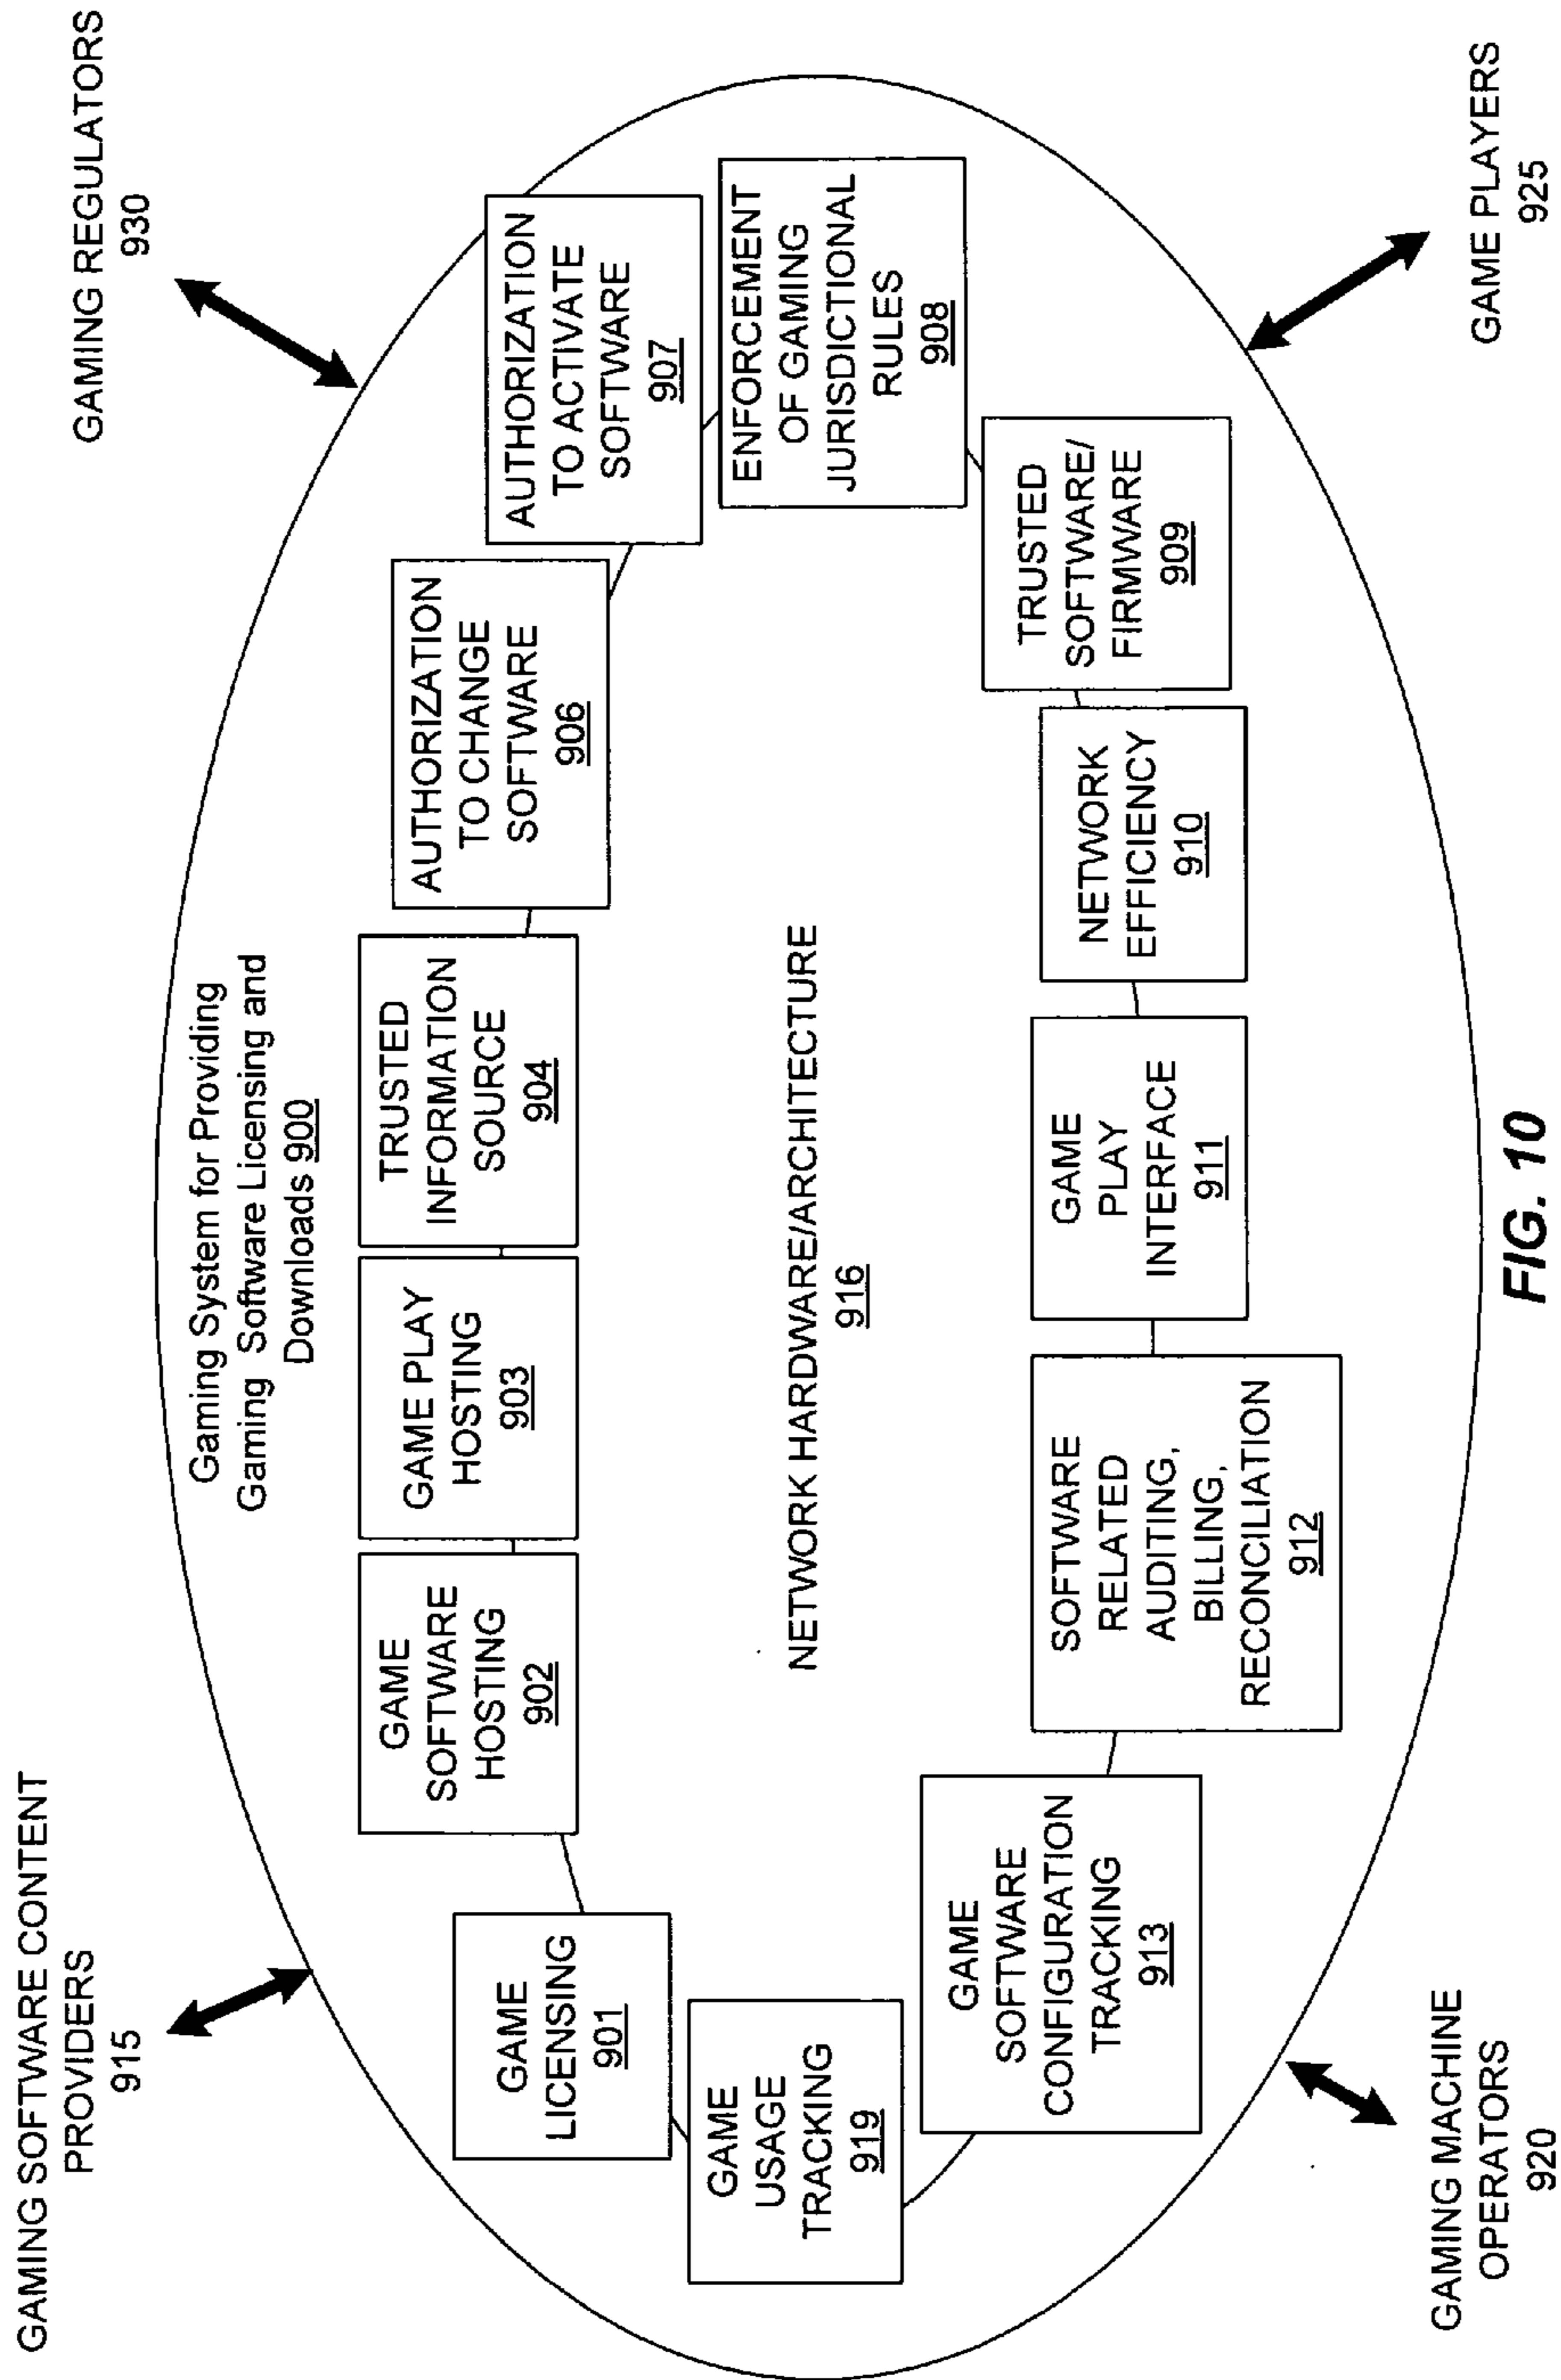 GAMING SOFTWARE CONTENT
PROVIDERS
915
GAMING REGULATORS
930
Gaming System for Providing
Gaming Software Licensing and
Downloads 900
GAME
LICENSING
901
GAME
SOFTWARE
HOSTING
902
GAME PLAY
HOSTING
903
TRUSTED
INFORMATION
SOURCE
904
AUTHORIZATION
TO CHANGE
SOFTWARE
906
AUTHORIZATION
TO ACTIVATE
SOFTWARE
907
ENFORCEMENT
OF GAMING
JURISDICTIONAL
RULES
908
TRUSTED
SOFTWARE/
FIRMWARE
909
NETWORK
EFFICIENCY
910
GAME
PLAY
INTERFACE
911
SOFTWARE
RELATED
AUDITING,
BILLING,
RECONCILIATION
912
GAME
SOFTWARE
CONFIGURATION
TRACKING
913
GAME
USAGE
TRACKING
919
NETWORK HARDWARE/ARCHITECTURE
916
GAMING MACHINE
OPERATORS
920
GAME PLAYERS
925
FIG. 10